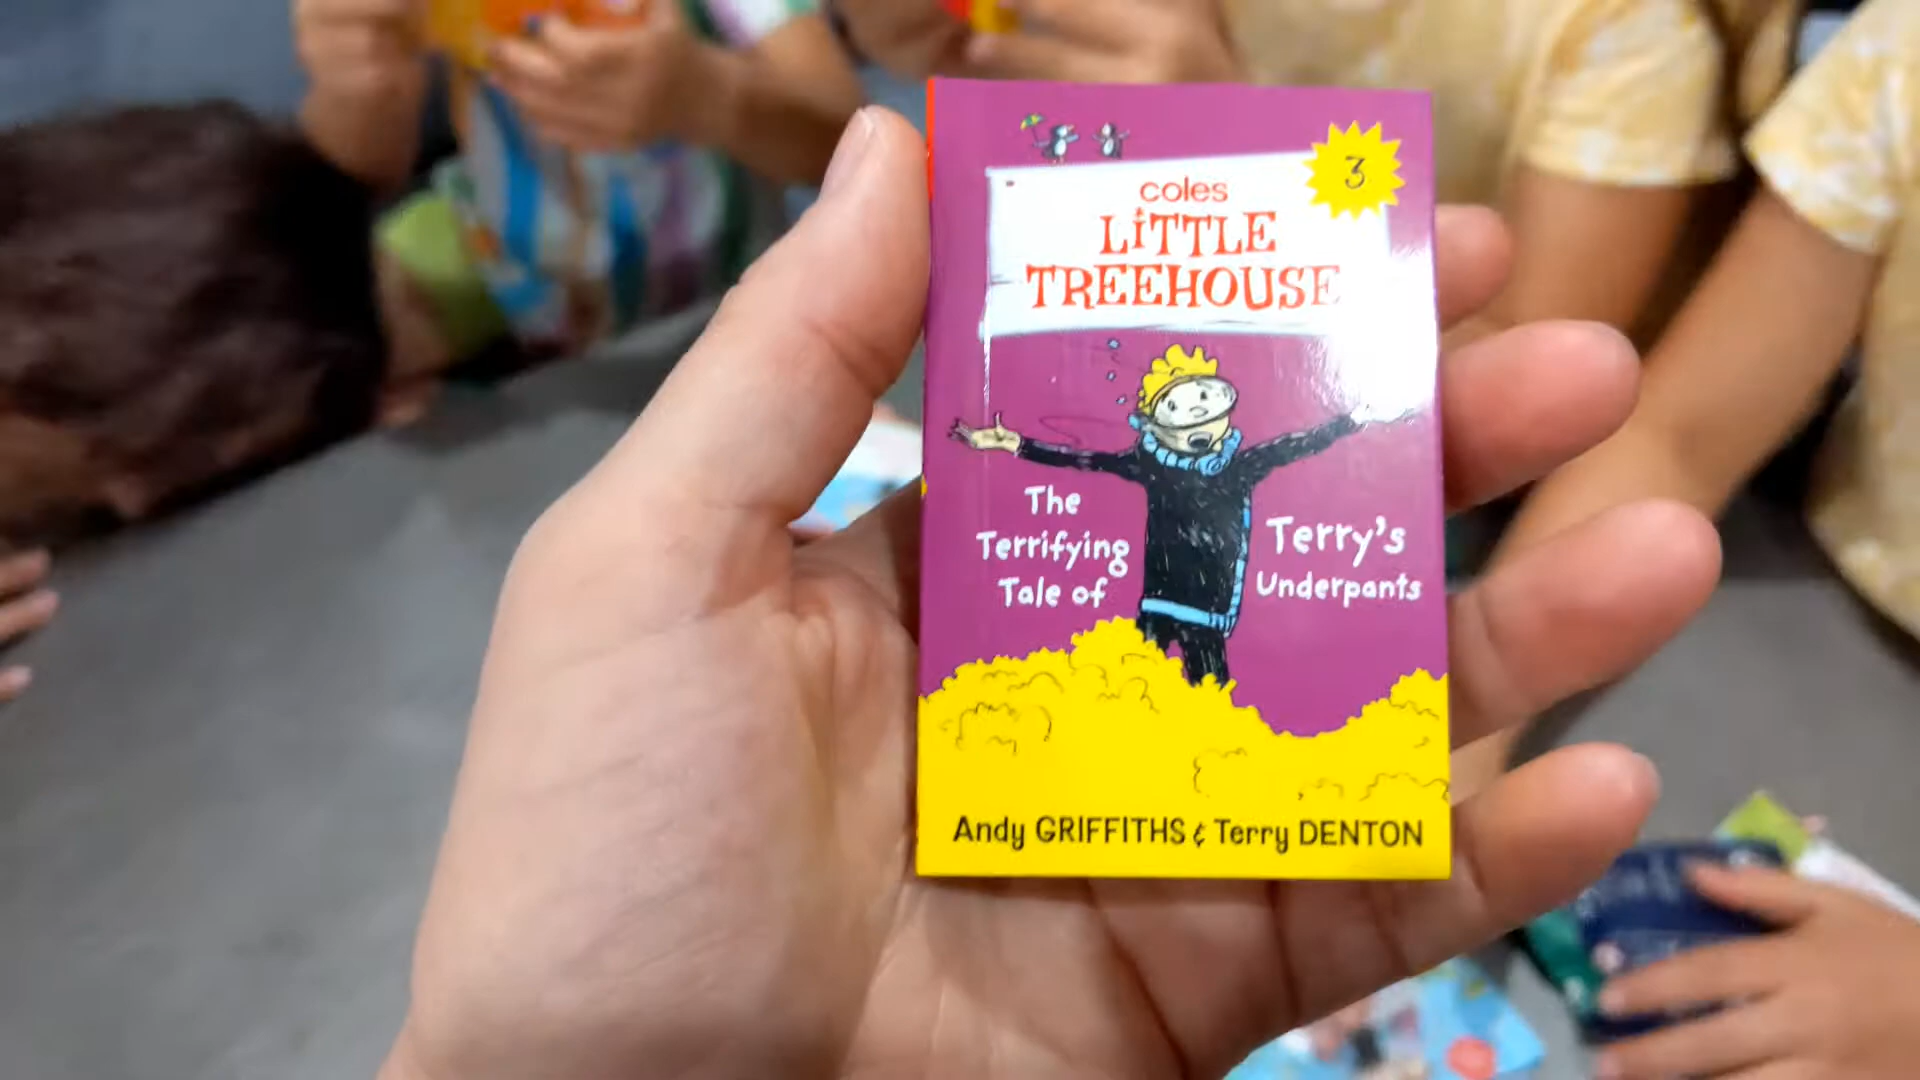 coles
LiTTLE
TREEHOUSE
3
The
Terrifying
Tale of
Terry's
Underpants
Andy GRIFFITHS & Terry DENTON